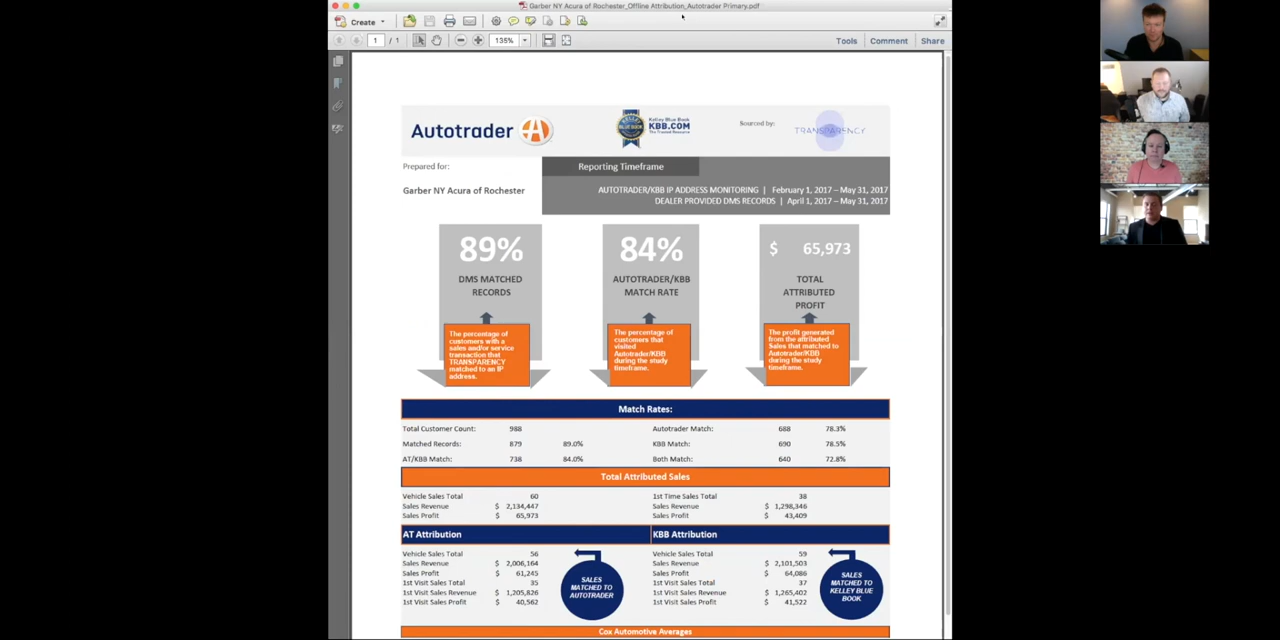 Garber NY Acura of Rochester_Offline Attribution_Autotrader Primary.pdf
Create
1 / 1
135%
Tools
Comment
Share
Autotrader
KELLEY BLUE BOOK
Kelley Blue Book
KBB.COM
The Trusted Resource
Sourced by:
TRANSPARENCY
Prepared for:
Reporting Timeframe
Garber NY Acura of Rochester
AUTOTRADER/KBB IP ADDRESS MONITORING | February 1, 2017 – May 31, 2017
DEALER PROVIDED DMS RECORDS | April 1, 2017 – May 31, 2017
89%
DMS MATCHED
RECORDS
The percentage of
customers with a
sales and/or service
transaction that
TRANSPARENCY
matched to an IP
address.
84%
AUTOTRADER/KBB
MATCH RATE
The percentage of
customers that
visited
Autotrader/KBB
during the study
timeframe.
$ 65,973
TOTAL
ATTRIBUTED
PROFIT
The profit generated
from the attributed
Sales that matched to
Autotrader/KBB
during the study
timeframe.
Match Rates:
Total Customer Count: 988 Autotrader Match: 688 78.3%
Matched Records: 879 89.0% KBB Match: 690 78.5%
AT/KBB Match: 738 84.0% Both Match: 640 72.8%
Total Attributed Sales
Vehicle Sales Total 60 1st Time Sales Total 38
Sales Revenue $ 2,134,447 Sales Revenue $ 1,298,346
Sales Profit $ 65,973 Sales Profit $ 43,409
AT Attribution
Vehicle Sales Total 56
Sales Revenue $ 2,006,164
Sales Profit $ 61,245
1st Visit Sales Total 35
1st Visit Sales Revenue $ 1,205,826
1st Visit Sales Profit $ 40,562
SALES
MATCHED TO
AUTOTRADER
KBB Attribution
Vehicle Sales Total 59
Sales Revenue $ 2,101,503
Sales Profit $ 64,086
1st Visit Sales Total 37
1st Visit Sales Revenue $ 1,265,402
1st Visit Sales Profit $ 41,522
SALES
MATCHED TO
KELLEY BLUE
BOOK
Cox Automotive Averages